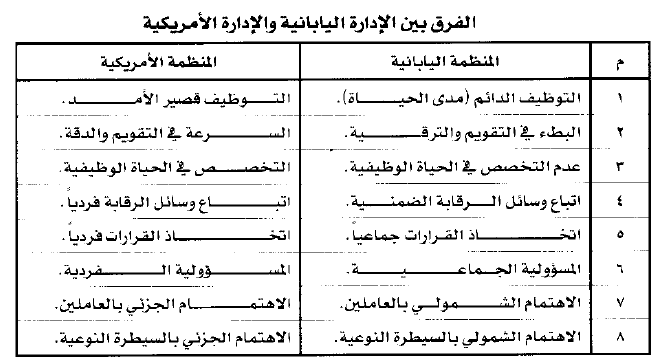 الفرق بين الإدارة اليابانية والإدارة الأمريكية
م المنظمة اليابانية المنظمة الأمريكية
١ التوظيف الدائم (مدى الحياة). التوظيف قصير الأمد.
٢ البطء في التقويم والترقية. السرعة في التقويم والدقة.
٣ عدم التخصص في الحياة الوظيفية. التخصص في الحياة الوظيفية.
٤ اتباع وسائل الرقابة الضمنية. اتباع وسائل الرقابة فردياً.
٥ اتخاذ القرارات جماعياً. اتخاذ القرارات فردياً.
٦ المسؤولية الجماعية. المسؤولية الفردية.
٧ الاهتمام الشمولي بالعاملين. الاهتمام الجزئي بالعاملين.
٨ الاهتمام الشمولي بالسيطرة النوعية. الاهتمام الجزئي بالسيطرة النوعية.